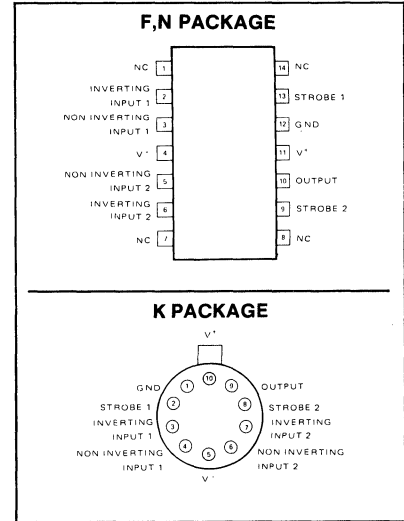 F,N PACKAGE
NC 1
14 NC
INVERTING
INPUT 1 2
13 STROBE 1
NON INVERTING
INPUT 1 3
12 GND
V- 4
11 V+
NON INVERTING
INPUT 2 5
10 OUTPUT
INVERTING
INPUT 2 6
9 STROBE 2
NC 7
8 NC
K PACKAGE
V+
10
GND 1
9 OUTPUT
STROBE 1 2
8 STROBE 2
INVERTING
INPUT 1 3
7 INVERTING
INPUT 2
NON INVERTING
INPUT 1 4
6 NON INVERTING
INPUT 2
5
V-